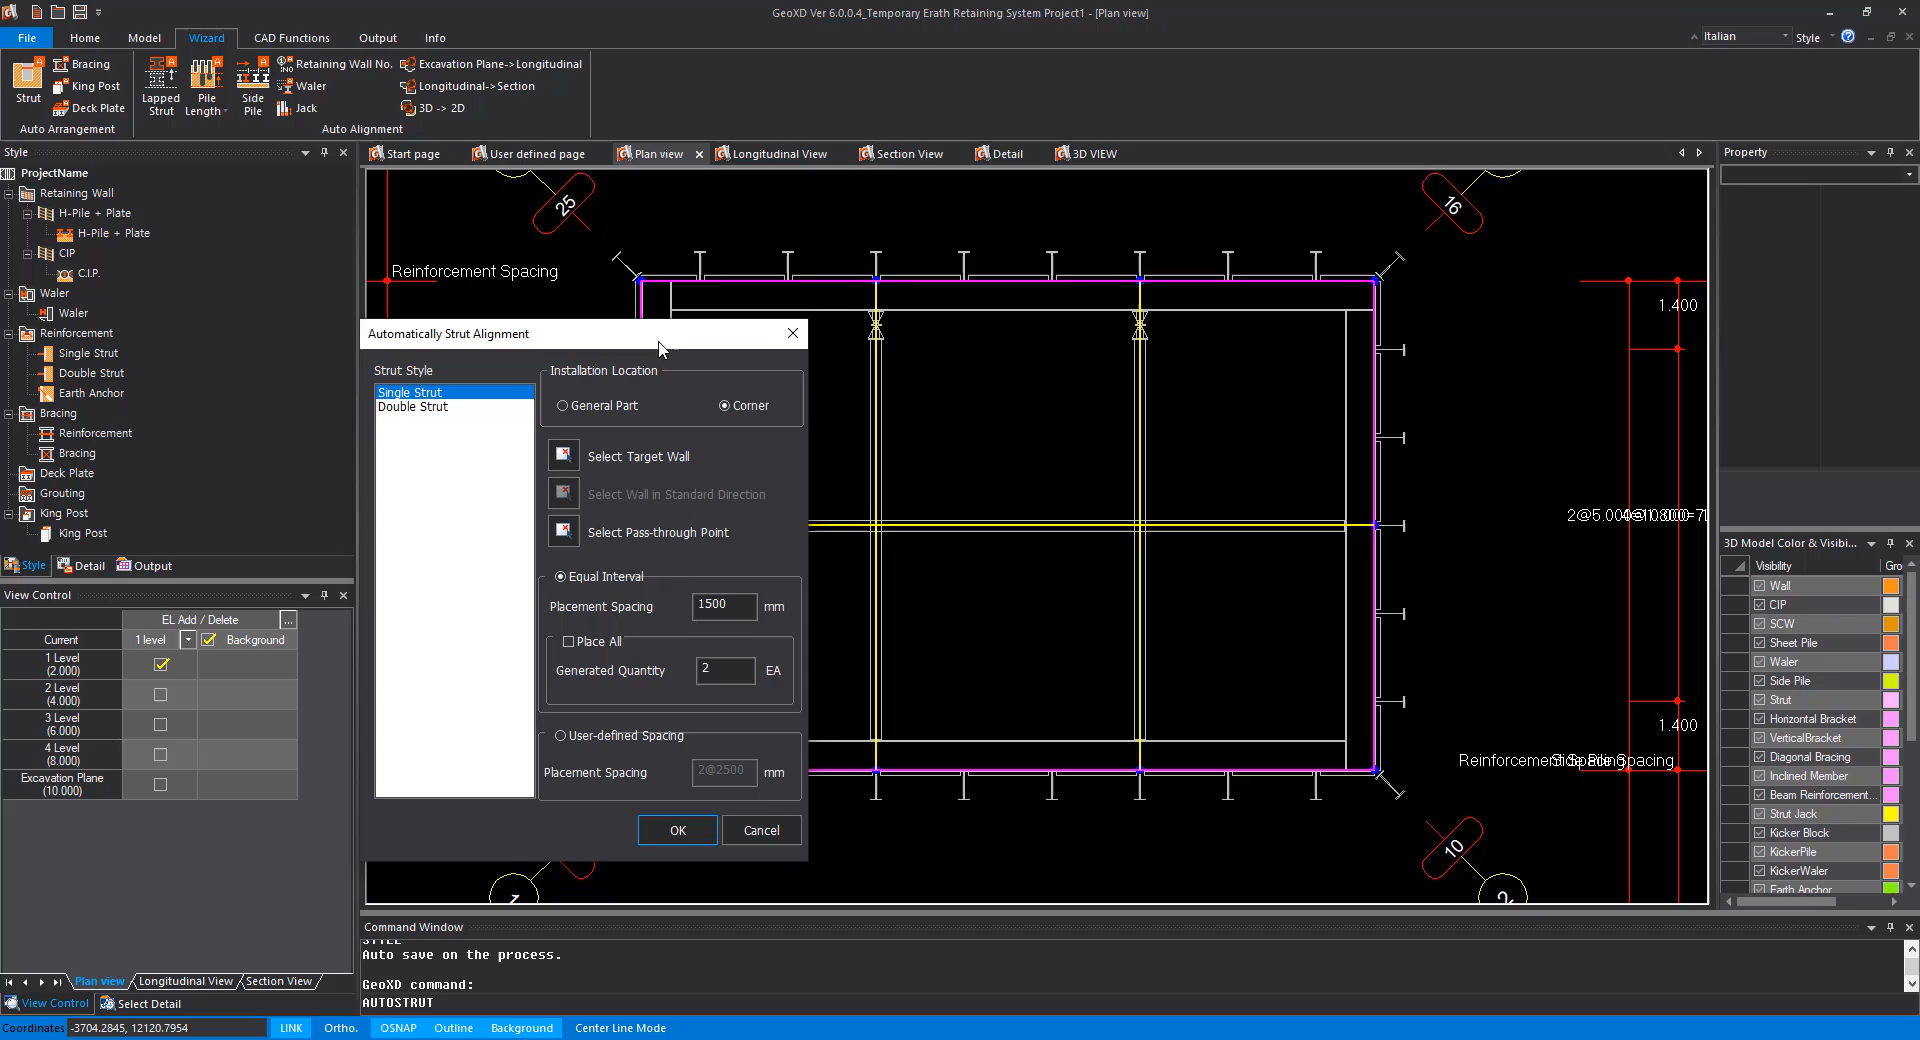 GeoXD Ver 6.0.0.4_Temporary Erath Retaining System Project1 - [Plan view]
File Home Model Wizard CAD Functions Output Info
Italian Style
Strut Bracing King Post Deck Plate
Auto Arrangement
Lapped Strut Pile Length Side Pile
Retaining Wall No. Waler Jack
Excavation Plane->Longitudinal
Longitudinal->Section
3D -> 2D
Auto Alignment
Style
ProjectName
Retaining Wall
H-Pile + Plate
H-Pile + Plate
CIP
C.I.P.
Waler
Waler
Reinforcement
Single Strut
Double Strut
Earth Anchor
Bracing
Reinforcement
Bracing
Deck Plate
Grouting
King Post
King Post
Style Detail Output
View Control
EL Add / Delete ...
Current 1 level Background
1 Level
(2.000)
2 Level
(4.000)
3 Level
(6.000)
4 Level
(8.000)
Excavation Plane
(10.000)
Plan view Longitudinal View Section View
View Control Select Detail
Start page User defined page Plan view Longitudinal View Section View Detail 3D VIEW
25
16
Reinforcement Spacing
1.400
1.400
Reinforcement Spacing
10
2
Automatically Strut Alignment
Strut Style
Single Strut
Double Strut
Installation Location
General Part Corner
Select Target Wall
Select Wall in Standard Direction
Select Pass-through Point
Equal Interval
Placement Spacing 1500 mm
Place All
Generated Quantity 2 EA
User-defined Spacing
Placement Spacing 2@2500 mm
OK Cancel
Property
3D Model Color & Visibi...
Visibility Gro
Wall
CIP
SCW
Sheet Pile
Waler
Side Pile
Strut
Horizontal Bracket
VerticalBracket
Diagonal Bracing
Inclined Member
Beam Reinforcement...
Strut Jack
Kicker Block
KickerPile
KickerWaler
Earth Anchor
Command Window
STYLE
Auto save on the process.
GeoXD command:
AUTOSTRUT
Coordinates -3704.2845, 12120.7954 LINK Ortho. OSNAP Outline Background Center Line Mode